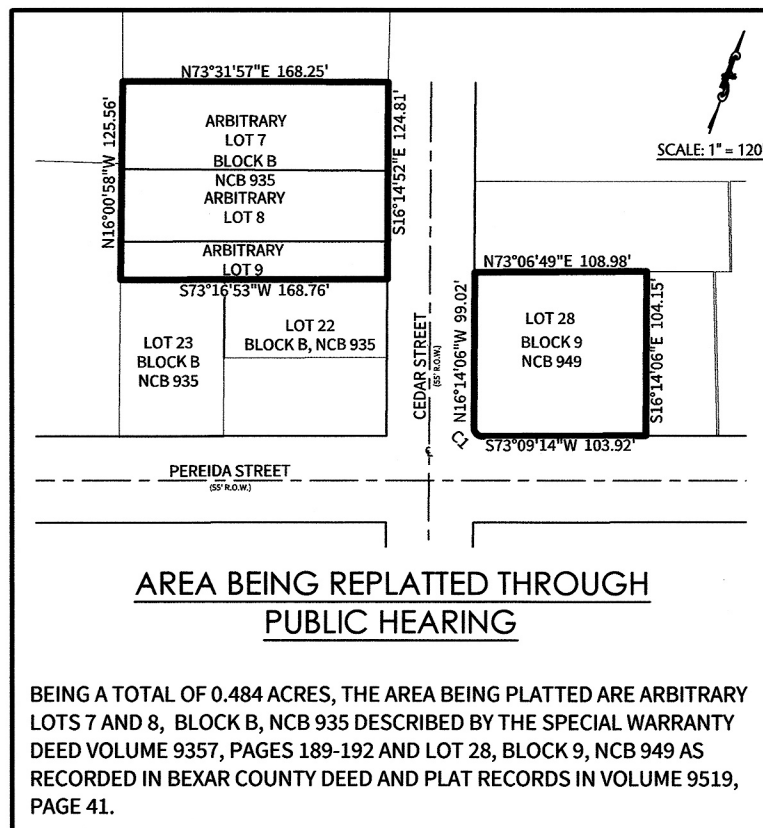 N73°31'57"E 168.25'
N16°00'58"W 125.56'
ARBITRARY
LOT 7
BLOCK B
NCB 935
ARBITRARY
LOT 8
ARBITRARY
LOT 9
S16°14'52"E 124.81'
S73°16'53"W 168.76'
SCALE: 1" = 120'
LOT 23
BLOCK B
NCB 935
LOT 22
BLOCK B, NCB 935
CEDAR STREET
(55' R.O.W.)
N73°06'49"E 108.98'
N16°14'06"W 99.02'
LOT 28
BLOCK 9
NCB 949
S16°14'06"E 104.15'
C1
S73°09'14"W 103.92'
PEREIDA STREET
(55' R.O.W.)
AREA BEING REPLATTED THROUGH
PUBLIC HEARING
BEING A TOTAL OF 0.484 ACRES, THE AREA BEING PLATTED ARE ARBITRARY
LOTS 7 AND 8, BLOCK B, NCB 935 DESCRIBED BY THE SPECIAL WARRANTY
DEED VOLUME 9357, PAGES 189-192 AND LOT 28, BLOCK 9, NCB 949 AS
RECORDED IN BEXAR COUNTY DEED AND PLAT RECORDS IN VOLUME 9519,
PAGE 41.